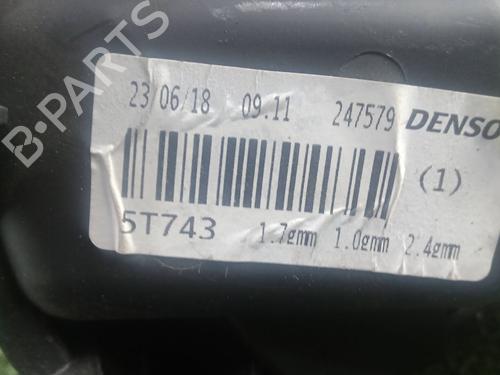 23/06/18 09.11 247579 DENSO
(1)
5T743 1.7gmm 1.0gmm 2.4gmm
B-PARTS